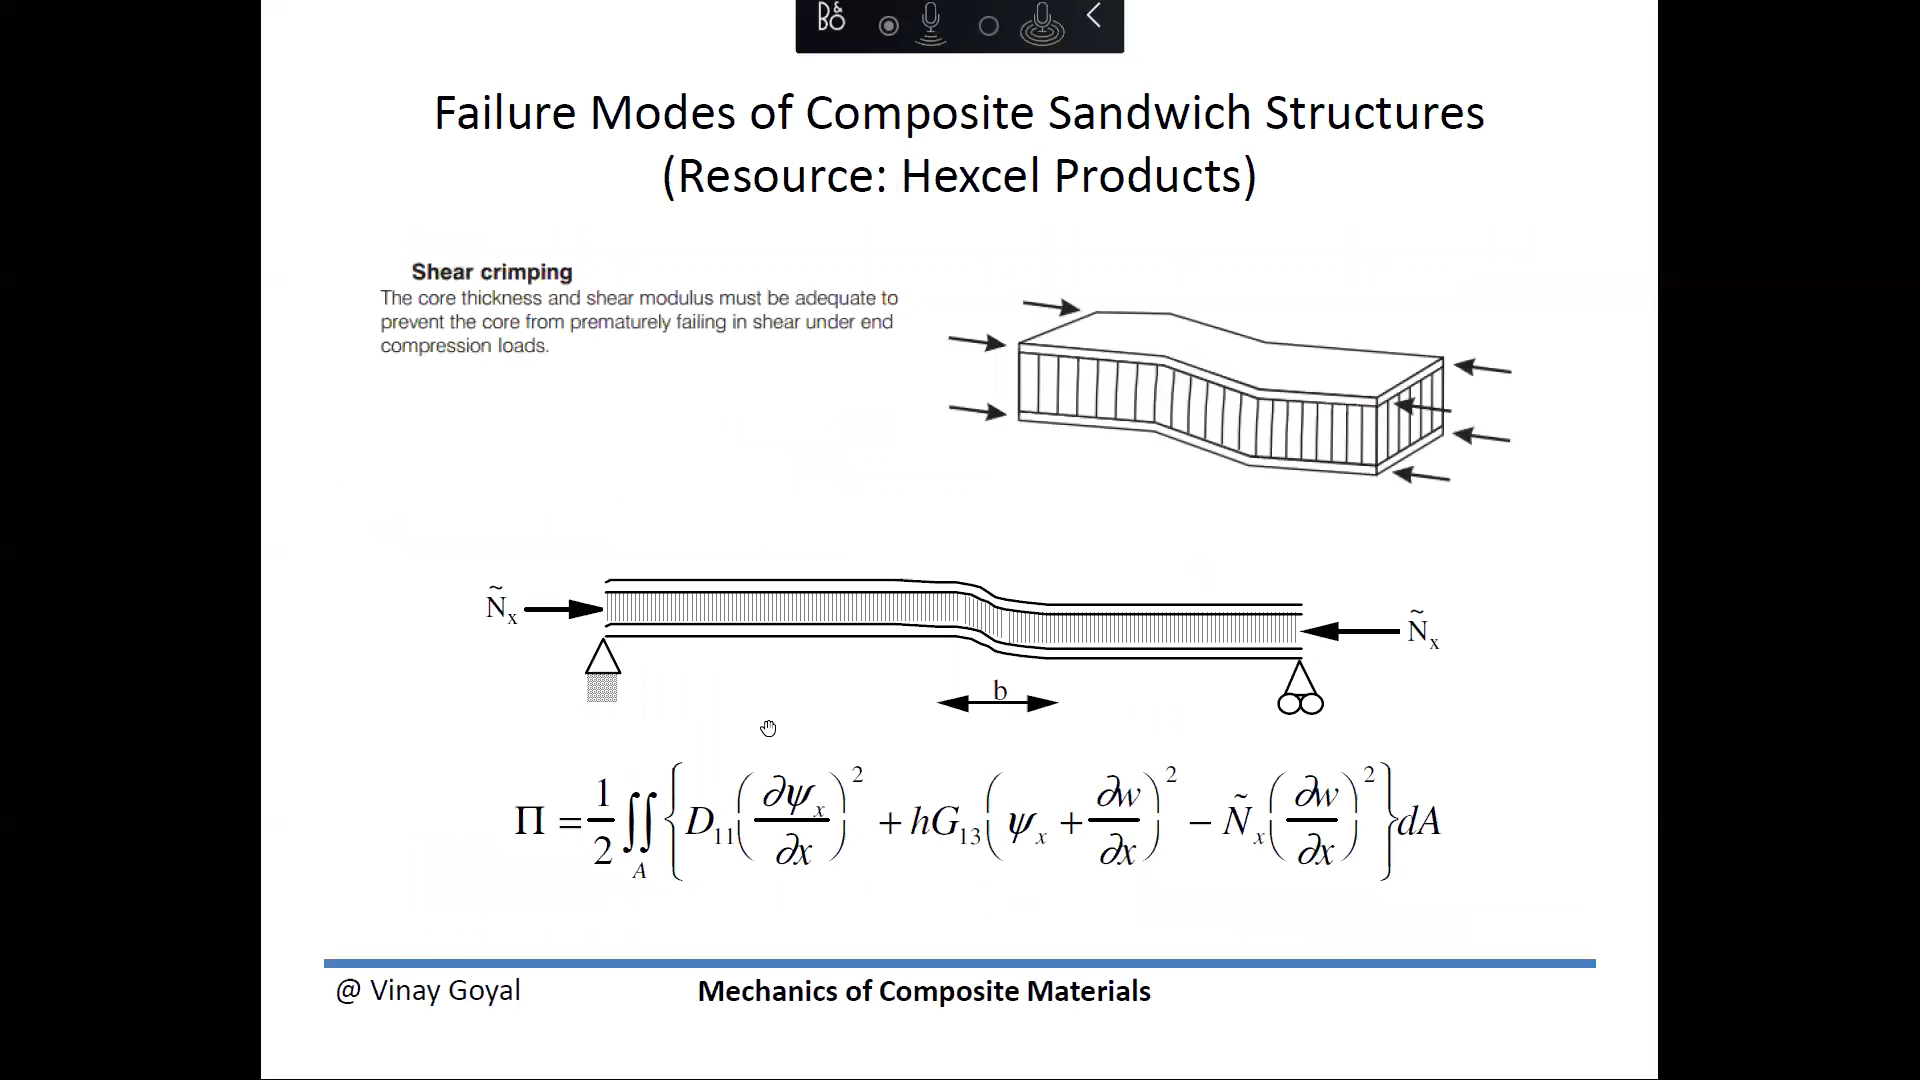 B&O
Failure Modes of Composite Sandwich Structures
(Resource: Hexcel Products)
Shear crimping
The core thickness and shear modulus must be adequate to
prevent the core from prematurely failing in shear under end
compression loads.
Ñₓ
Ñₓ
b
Π = 1/2 ∬_A { D₁₁ (∂ψₓ/∂x)² + hG₁₃ (ψₓ + ∂w/∂x)² − Ñₓ (∂w/∂x)² } dA
@ Vinay Goyal
Mechanics of Composite Materials